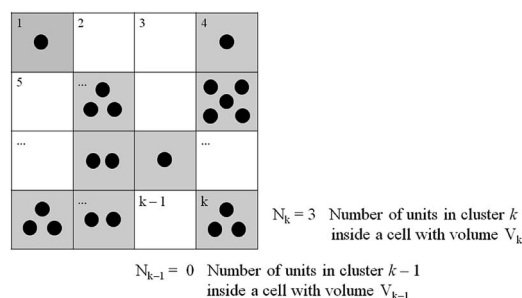 1 2 3 4
5 ...
... ...
... k – 1 k
N_k = 3 Number of units in cluster k
inside a cell with volume V_k
N_k–1 = 0 Number of units in cluster k – 1
inside a cell with volume V_k–1